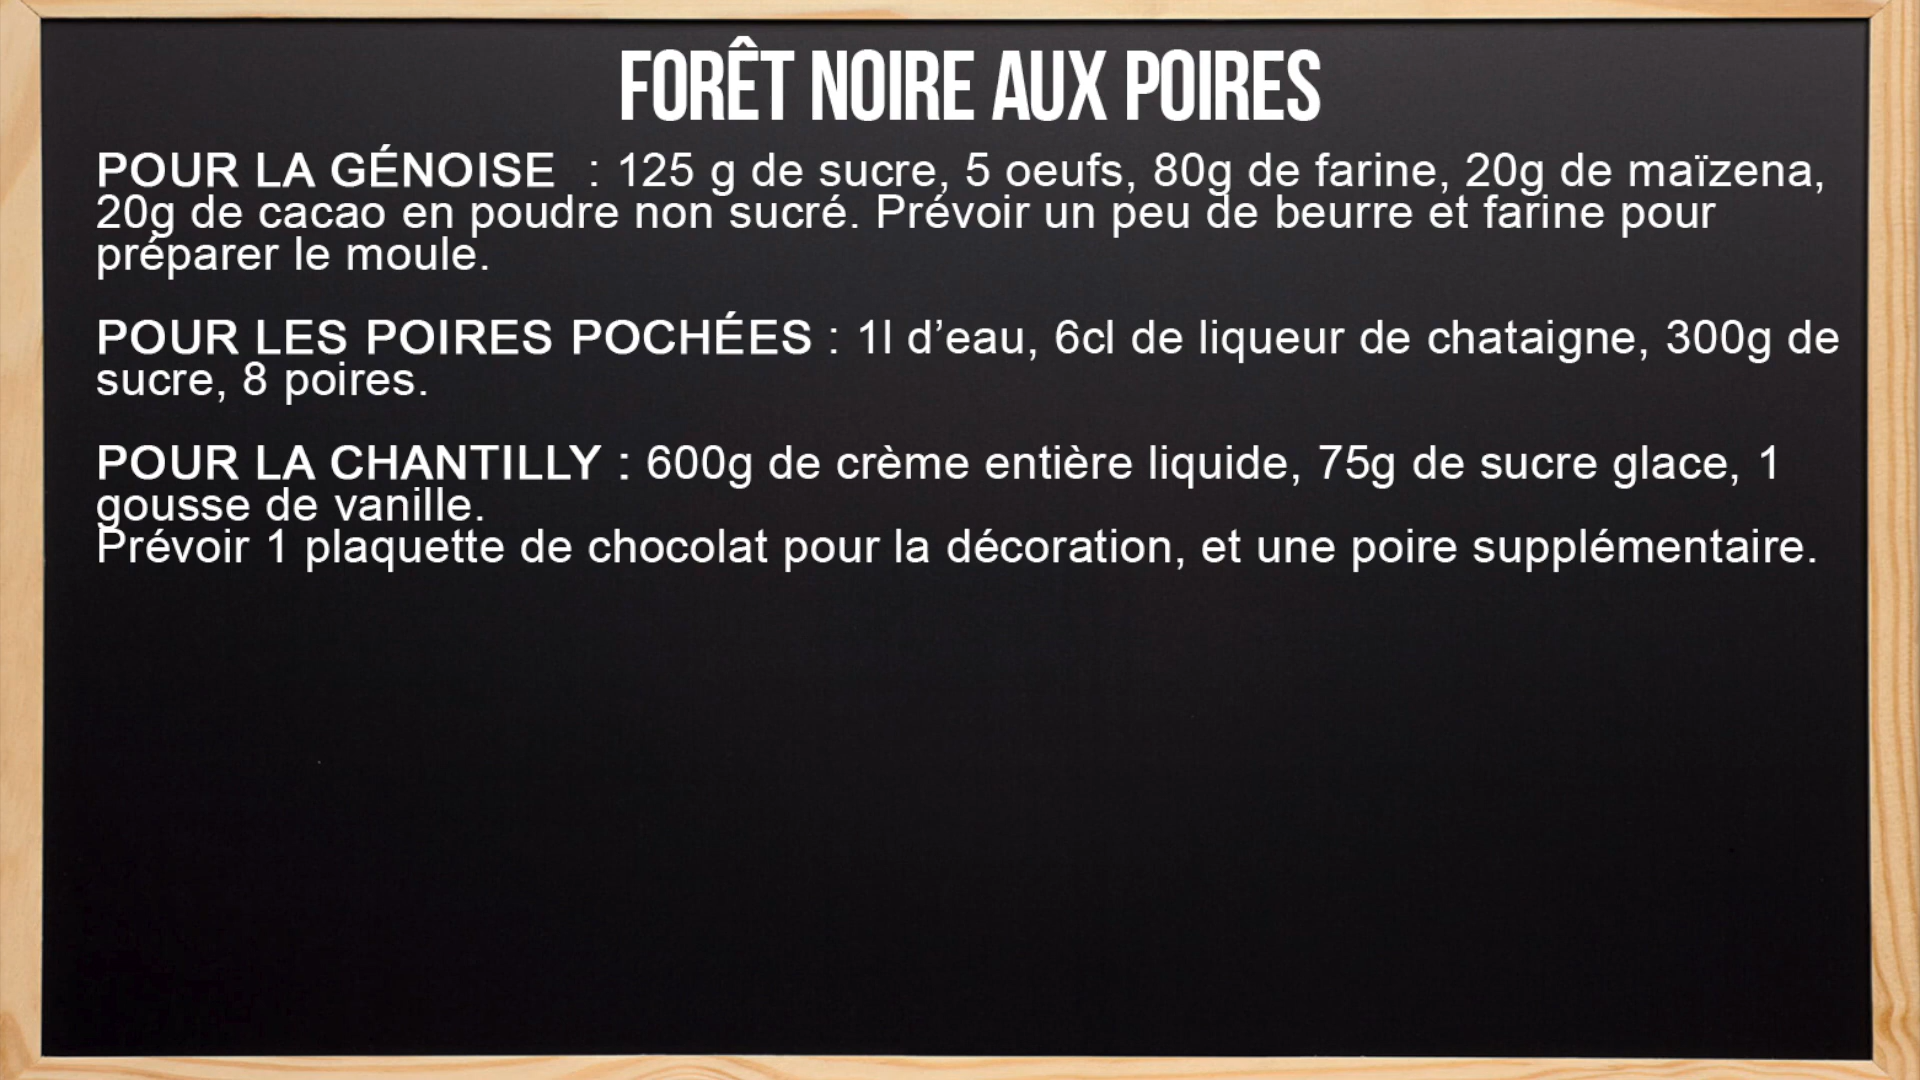 FORÊT NOIRE AUX POIRES
POUR LA GÉNOISE  : 125 g de sucre, 5 oeufs, 80g de farine, 20g de maïzena,
20g de cacao en poudre non sucré. Prévoir un peu de beurre et farine pour
préparer le moule.
POUR LES POIRES POCHÉES : 1l d’eau, 6cl de liqueur de chataigne, 300g de
sucre, 8 poires.
POUR LA CHANTILLY : 600g de crème entière liquide, 75g de sucre glace, 1
gousse de vanille.
Prévoir 1 plaquette de chocolat pour la décoration, et une poire supplémentaire.